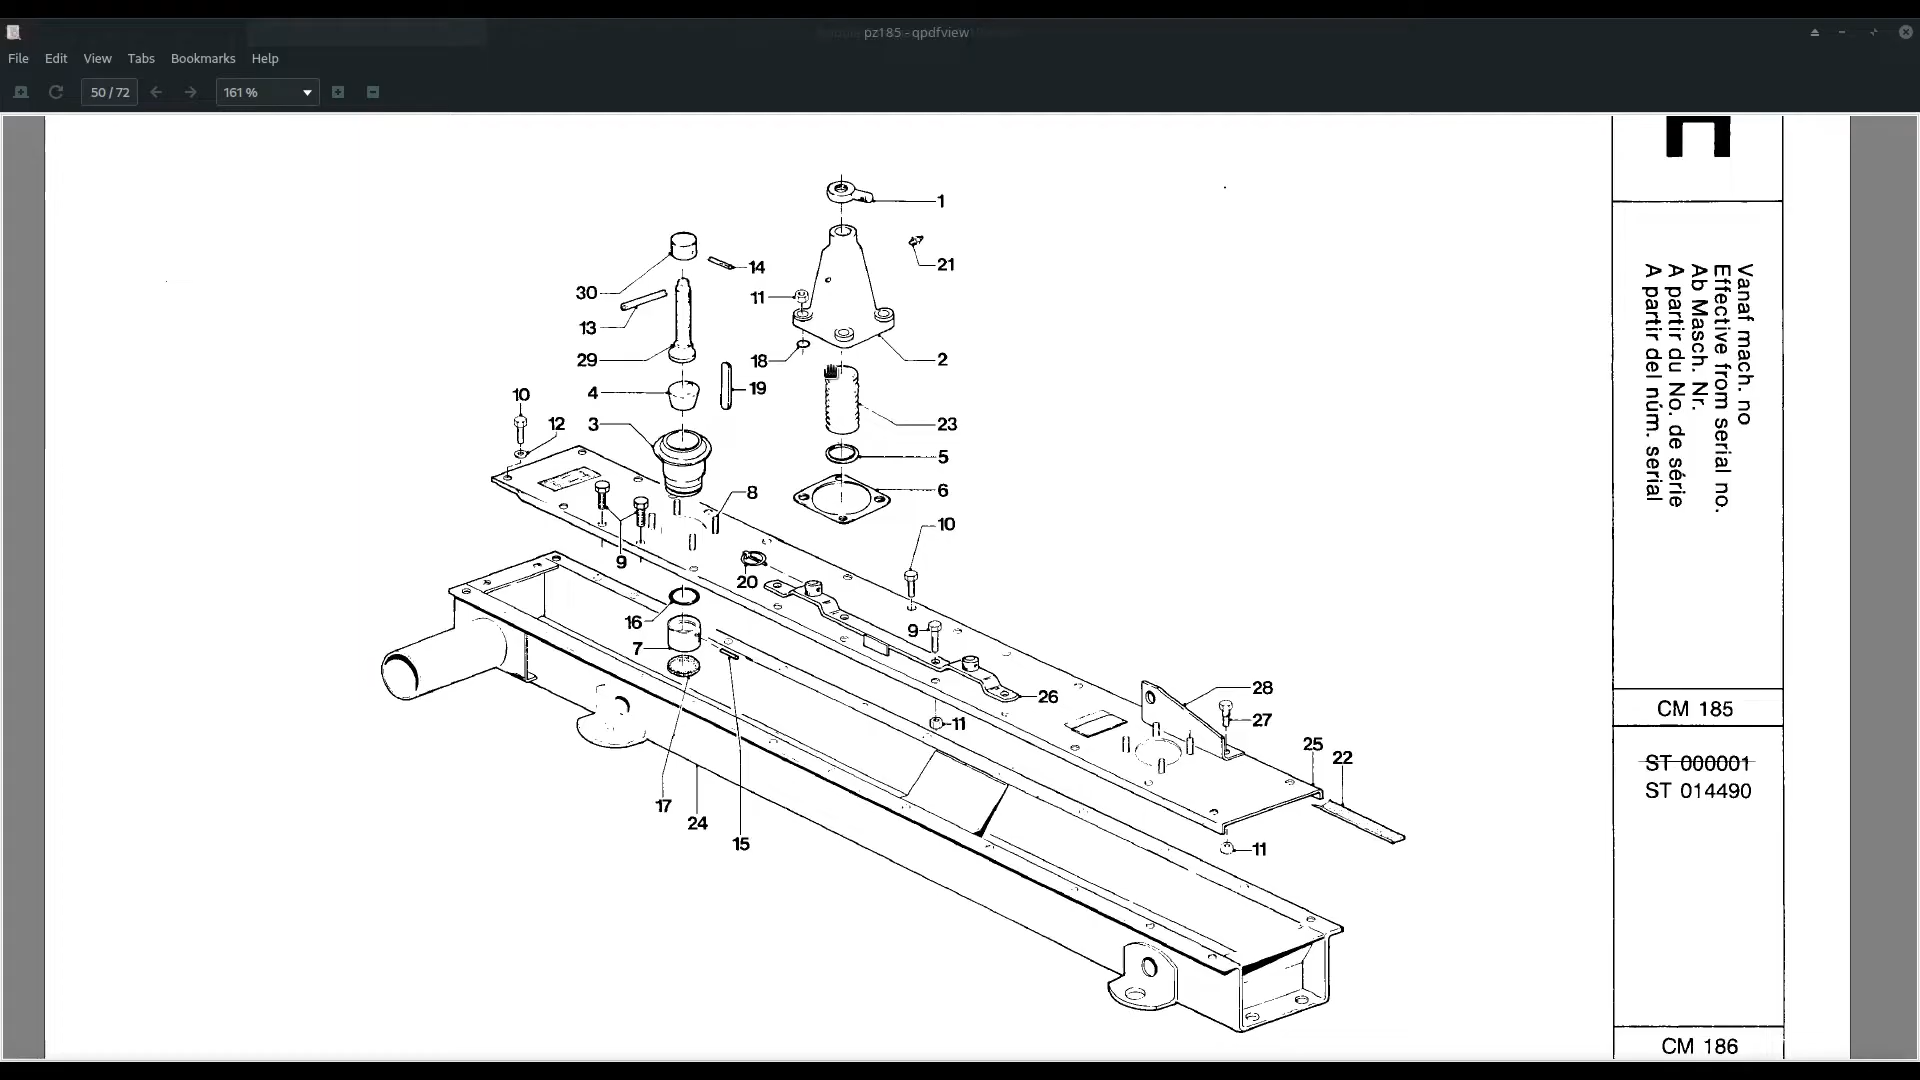 pz185 - qpdfview
File Edit View Tabs Bookmarks Help
50 / 72
161 %
1
21
14
30
11
13
29
18
2
4
19
10
12
3
23
5
6
8
10
9
20
16
9
7
26
28
11
27
25
22
17
24
15
11
Vanaf mach. no
Effective from serial no.
Ab Masch. Nr.
A partir du No. de série
A partir del núm. serial
CM 185
ST 000001
ST 014490
CM 186